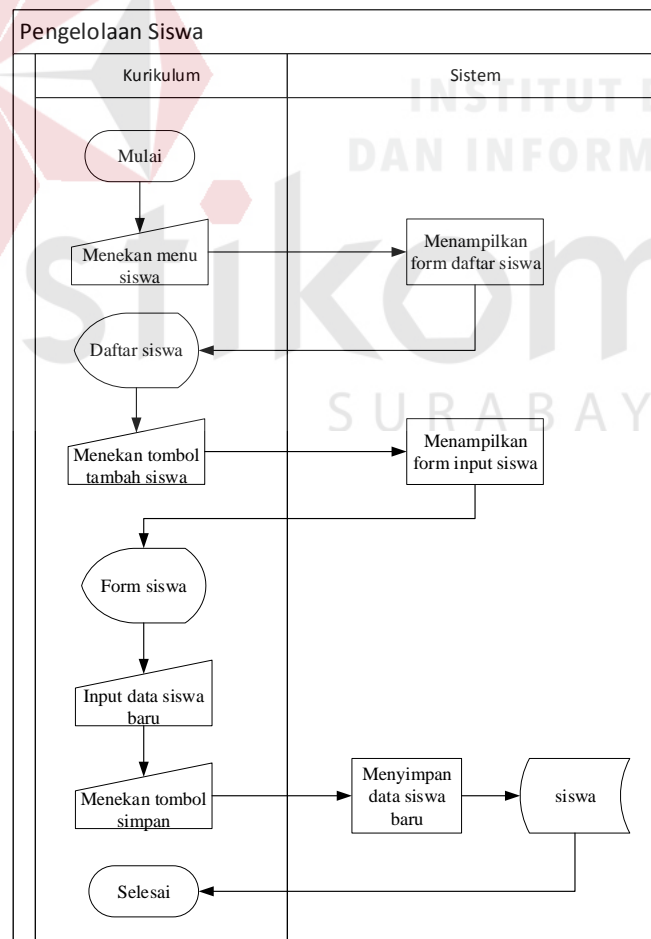 Pengelolaan Siswa
Kurikulum
Sistem
INSTITUT
DAN INFORM
Mulai
Menekan menu
siswa
Menampilkan
form daftar siswa
stikom
Daftar siswa
SURABAY
Menekan tombol
tambah siswa
Menampilkan
form input siswa
Form siswa
Input data siswa
baru
Menekan tombol
simpan
Menyimpan
data siswa
baru
siswa
Selesai